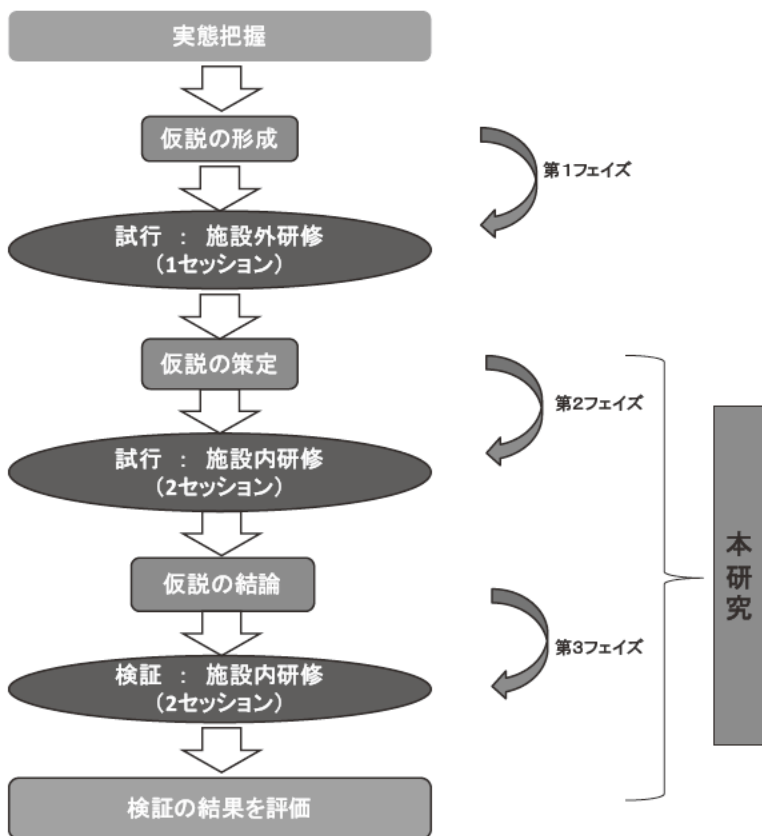 実態把握
仮説の形成
第1フェイズ
試行 ： 施設外研修
（1セッション）
仮説の策定
第2フェイズ
試行 ： 施設内研修
（2セッション）
仮説の結論
第3フェイズ
検証 ： 施設内研修
（2セッション）
検証の結果を評価
本研究